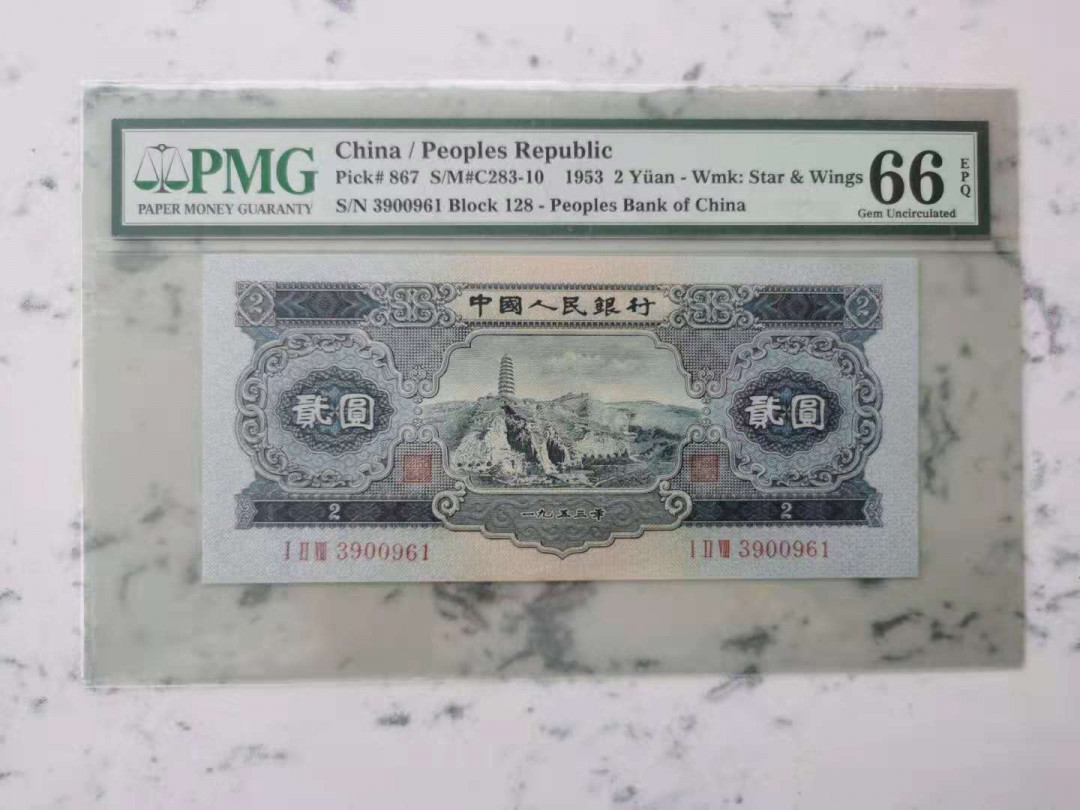 PMG
PAPER MONEY GUARANTY
China / Peoples Republic
Pick# 867 S/M#C283-10 1953 2 Yüan - Wmk: Star & Wings
S/N 3900961 Block 128 - Peoples Bank of China
66
EPQ
Gem Uncirculated
2
中國人民銀行
2
貳圓
貳圓
2
一九五三年
2
I II VIII 3900961
I II VIII 3900961